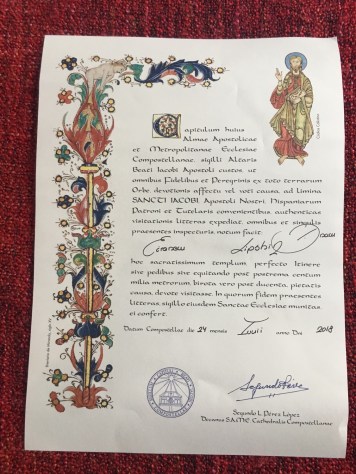 Capitulum huius
Almae Apostolicae
et Metropolitanae Ecclesiae
Compostellanae, sigilli Altaris
Beati Iacobi Apostoli custos, ut
omnibus Fidelibus et Peregrinis ex toto terrarum
Orbe, devotionis affectu vel voti causa, ad limina
SANCTI IACOBI, Apostoli Nostri, Hispaniarum
Patroni et Tutelaris convenientibus, authenticas
visitationis litteras expediat, omnibus et singulis
praesentes inspecturis, notum facit:
hoc sacratissimum templum, perfecto Itinere
sive pedibus sive equitando post postrema centum
milia metrorum, birota vero post ducenta, pietatis
causa, devote visitasse. In quorum fidem praesentes
litteras, sigillo eiusdem Sanctae Ecclesiae munitas,
ei confert.
Datum Compostellae die 24 mensis Iunii anno Dni 2018
Segundo L. Pérez López
Decanus S.A.M.E. Cathedralis Compostellanae